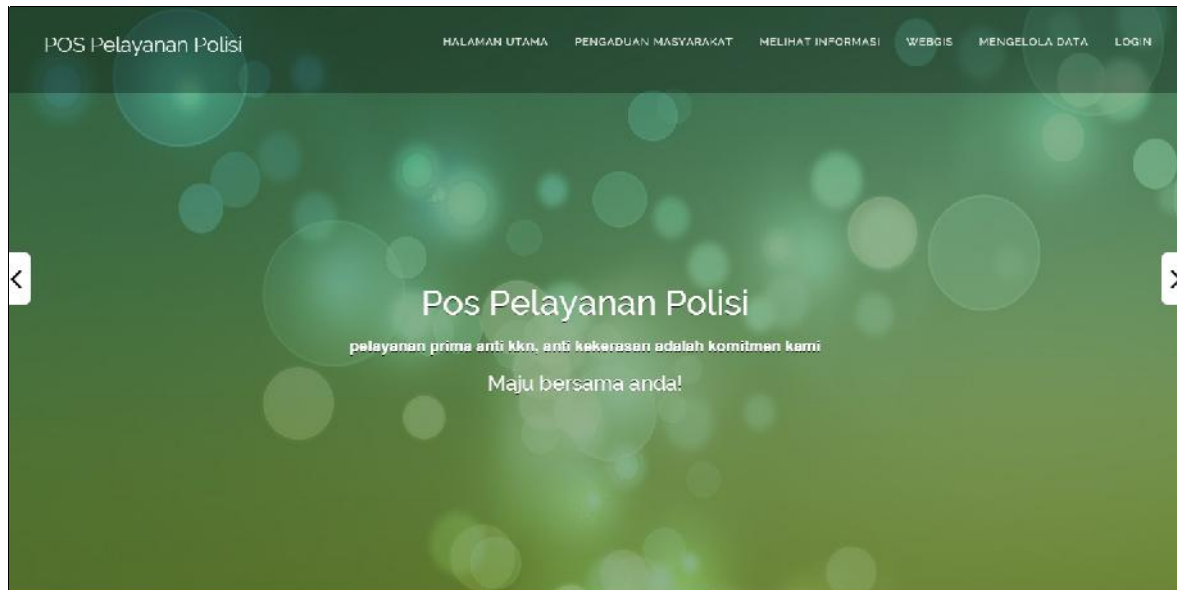 POS Pelayanan Polisi
HALAMAN UTAMA PENGADUAN MASYARAKAT MELIHAT INFORMASI WEBGIS MENGELOLA DATA LOGIN
Pos Pelayanan Polisi
pelayanan prima anti kkn, anti kekerasan adalah komitmen kami
Maju bersama anda!